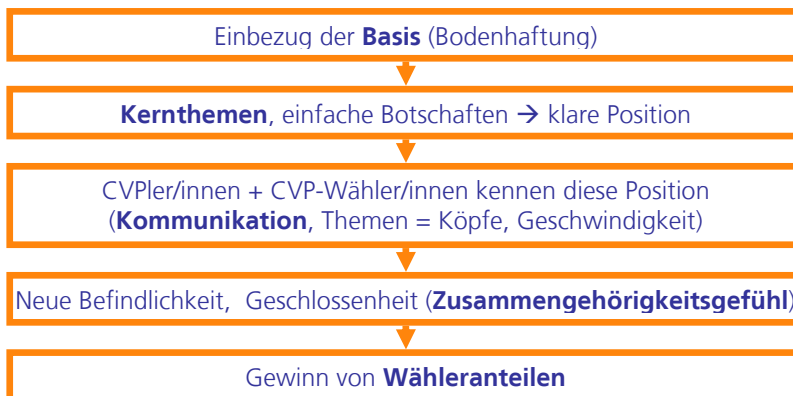 Einbezug der Basis (Bodenhaftung)
Kernthemen, einfache Botschaften → klare Position
CVPler/innen + CVP-Wähler/innen kennen diese Position
(Kommunikation, Themen = Köpfe, Geschwindigkeit)
Neue Befindlichkeit, Geschlossenheit (Zusammengehörigkeitsgefühl)
Gewinn von Wähleranteilen